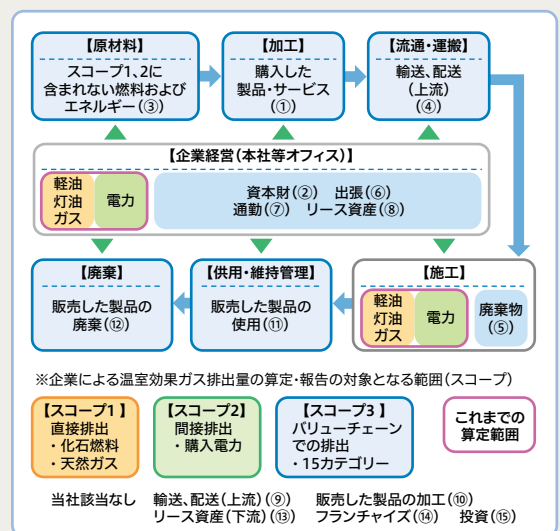 【原材料】
スコープ1、2に
含まれない燃料および
エネルギー(③)
【加工】
購入した
製品・サービス
(①)
【流通・運搬】
輸送、配送
(上流)
(④)
【企業経営(本社等オフィス)】
軽油
灯油
ガス
電力
資本財(②) 出張(⑥)
通勤(⑦) リース資産(⑧)
【廃棄】
販売した製品の
廃棄(⑫)
【供用・維持管理】
販売した製品の
使用(⑪)
【施工】
軽油
灯油
ガス
電力
廃棄物
(⑤)
※企業による温室効果ガス排出量の算定・報告の対象となる範囲(スコープ)
【スコープ1】
直接排出
・化石燃料
・天然ガス
【スコープ2】
間接排出
・購入電力
【スコープ3】
バリューチェーン
での排出
・15カテゴリー
これまでの
算定範囲
当社該当なし 輸送、配送(上流)(⑨) 販売した製品の加工(⑩)
リース資産(下流)(⑬) フランチャイズ(⑭) 投資(⑮)